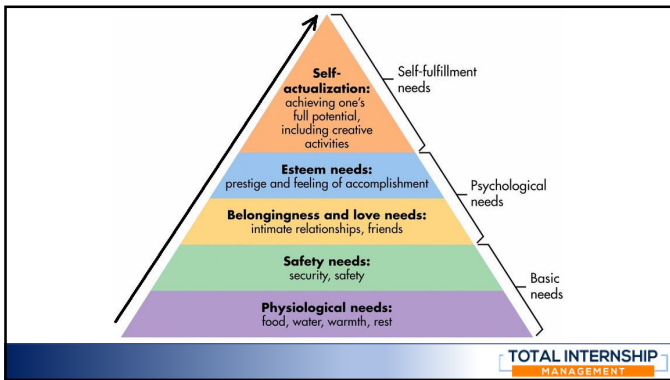 Self-
actualization:
achieving one's
full potential,
including creative
activities
Self-fulfillment
needs
Esteem needs:
prestige and feeling of accomplishment
Psychological
needs
Belongingness and love needs:
intimate relationships, friends
Safety needs:
security, safety
Basic
needs
Physiological needs:
food, water, warmth, rest
TOTAL INTERNSHIP
MANAGEMENT